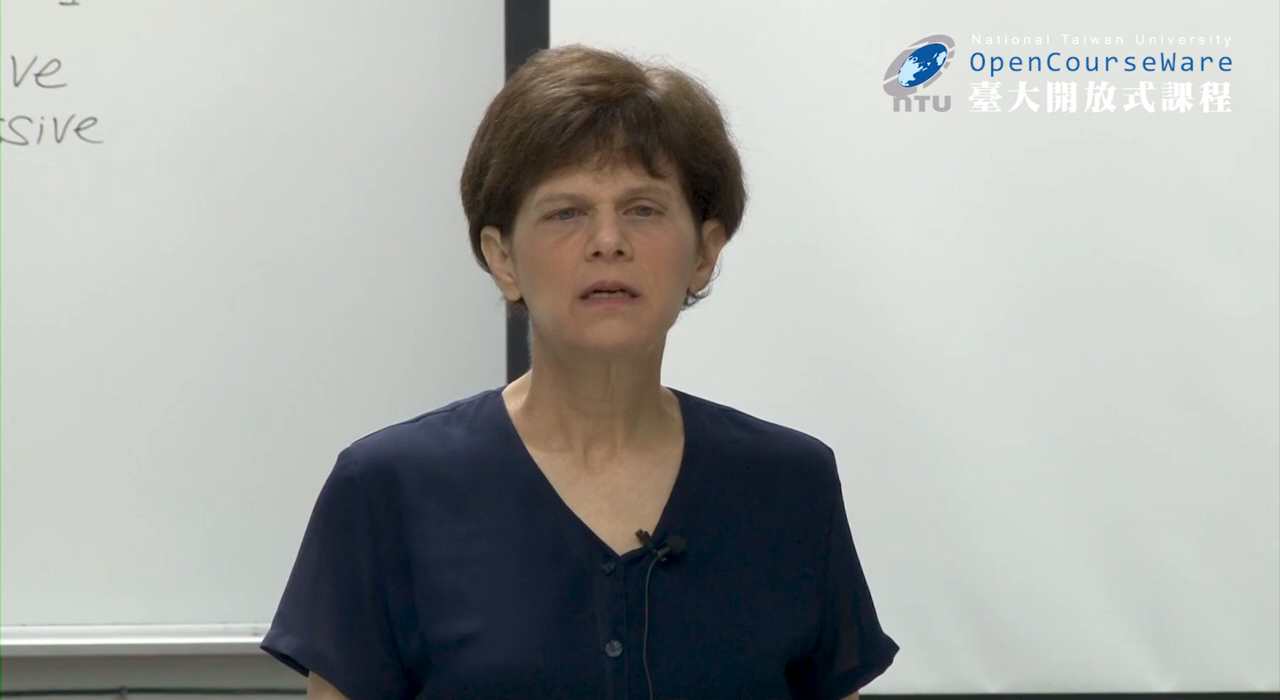 ve
ssive
National Taiwan University
OpenCourseWare
NTU
臺大開放式課程